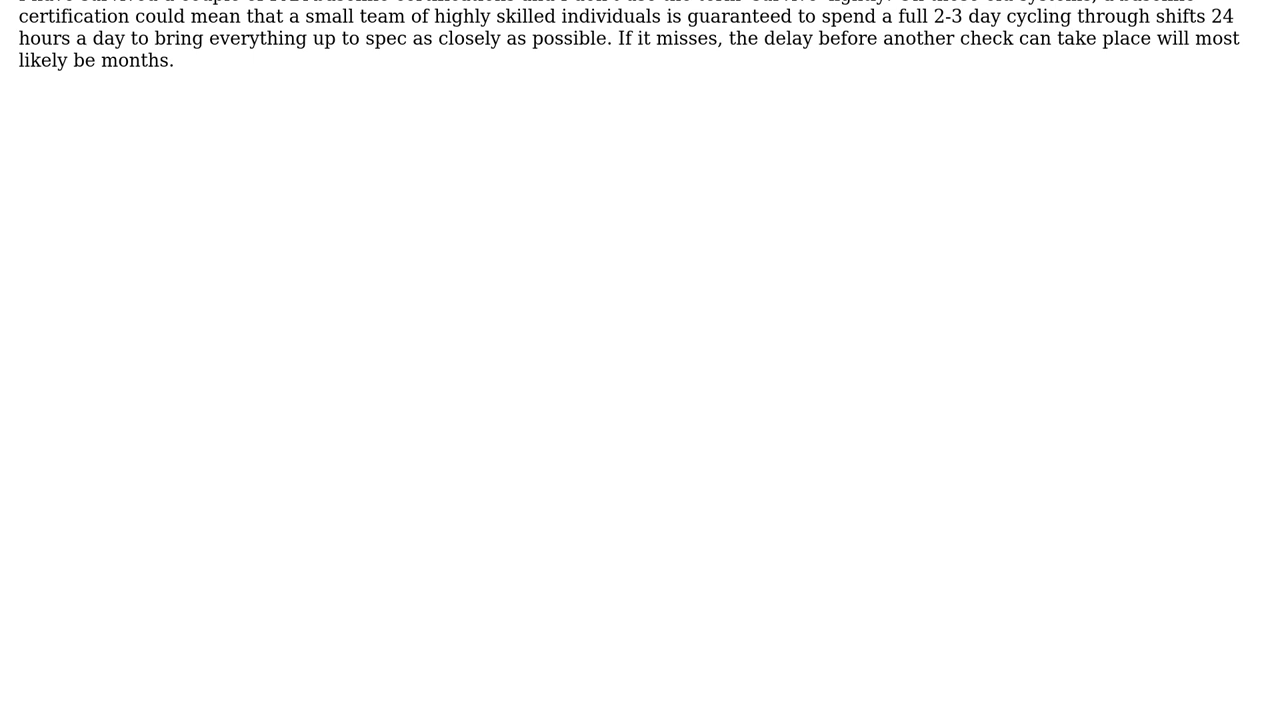 certification could mean that a small team of highly skilled individuals is guaranteed to spend a full 2-3 day cycling through shifts 24
hours a day to bring everything up to spec as closely as possible. If it misses, the delay before another check can take place will most
likely be months.